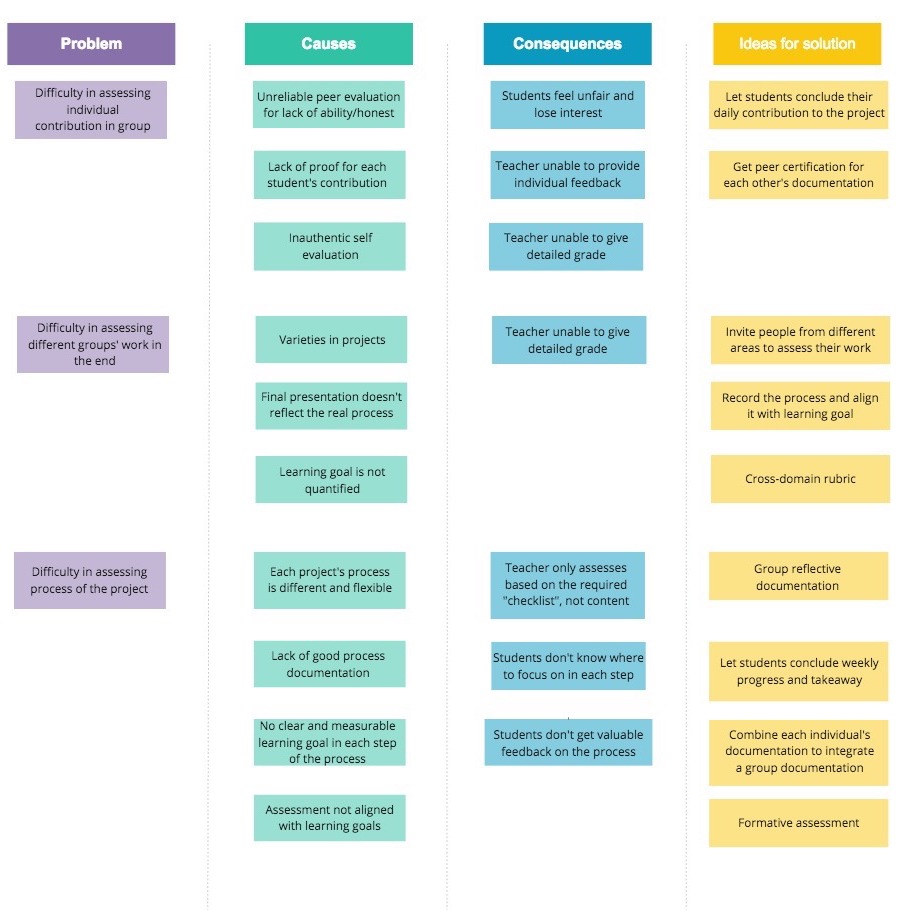 Problem
Causes
Consequences
Ideas for solution
Difficulty in assessing
individual
contribution in group
Unreliable peer evaluation
for lack of ability/honest
Students feel unfair and
lose interest
Let students conclude their
daily contribution to the project
Lack of proof for each
student's contribution
Teacher unable to provide
individual feedback
Get peer certification for
each other's documentation
Inauthentic self
evaluation
Teacher unable to give
detailed grade
Difficulty in assessing
different groups' work in
the end
Varieties in projects
Teacher unable to give
detailed grade
Invite people from different
areas to assess their work
Final presentation doesn't
reflect the real process
Record the process and align
it with learning goal
Learning goal is not
quantified
Cross-domain rubric
Difficulty in assessing
process of the project
Each project's process
is different and flexible
Teacher only assesses
based on the required
"checklist", not content
Group reflective
documentation
Lack of good process
documentation
Students don't know where
to focus on in each step
Let students conclude weekly
progress and takeaway
No clear and measurable
learning goal in each step
of the process
Students don't get valuable
feedback on the process
Combine each individual's
documentation to integrate
a group documentation
Assessment not aligned
with learning goals
Formative assessment